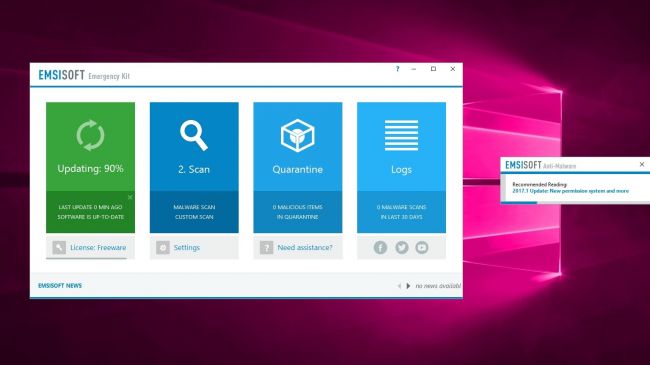 EMSISOFT Emergency Kit
?
Updating: 90%
LAST UPDATE 0 MIN AGO
SOFTWARE IS UP-TO-DATE
2. Scan
MALWARE SCAN
CUSTOM SCAN
Quarantine
0 MALICIOUS ITEMS
IN QUARANTINE
Logs
0 MALWARE SCANS
IN LAST 30 DAYS
License: Freeware
Settings
? Need assistance?
EMSISOFT NEWS
no news availabl
EMSISOFT Anti-Malware
Recommended Reading:
2017.1 Update: New permission system and more